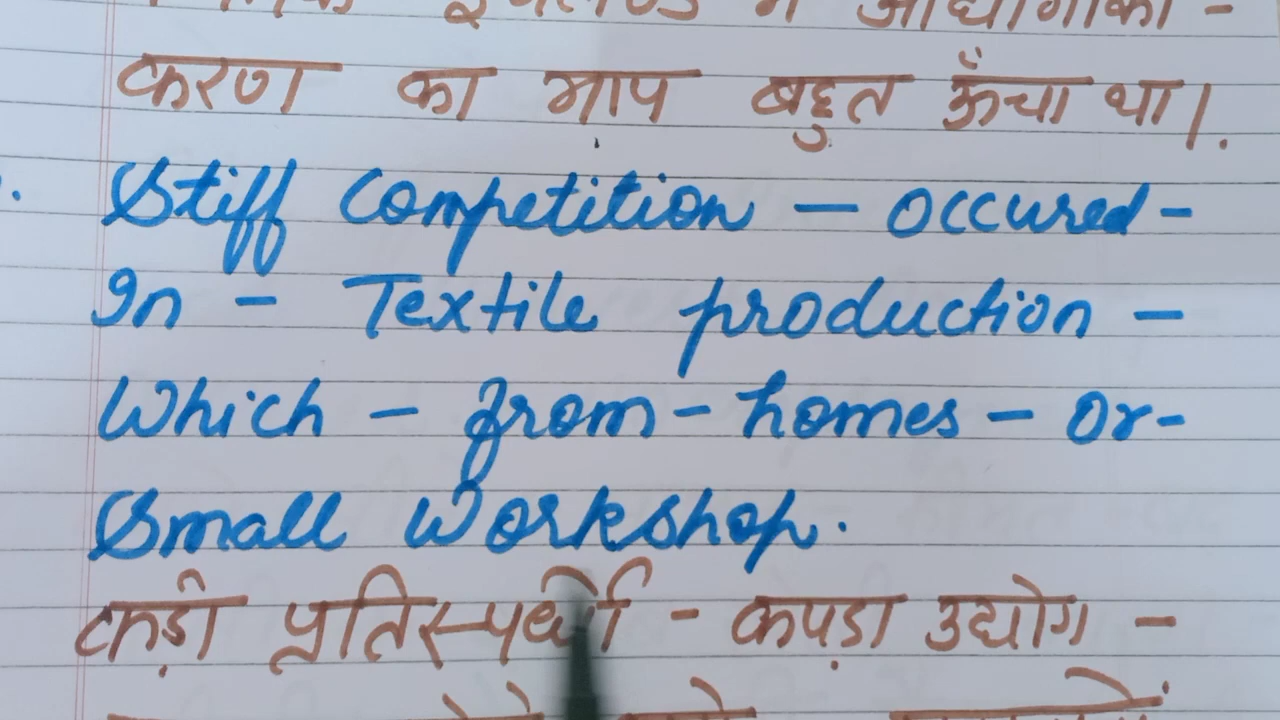 करण का माप बहुत ऊँचा था।
Stiff Competition – Occured-
In - Textile production –
Which – from - homes – Or-
Small Workshop.
कड़ी प्रतिस्पर्धी - कपड़ा उद्योग -